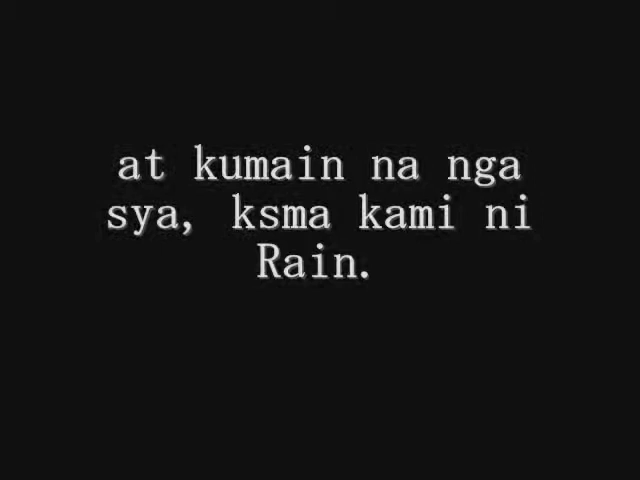 at kumain na nga
sya, ksma kami ni
Rain.